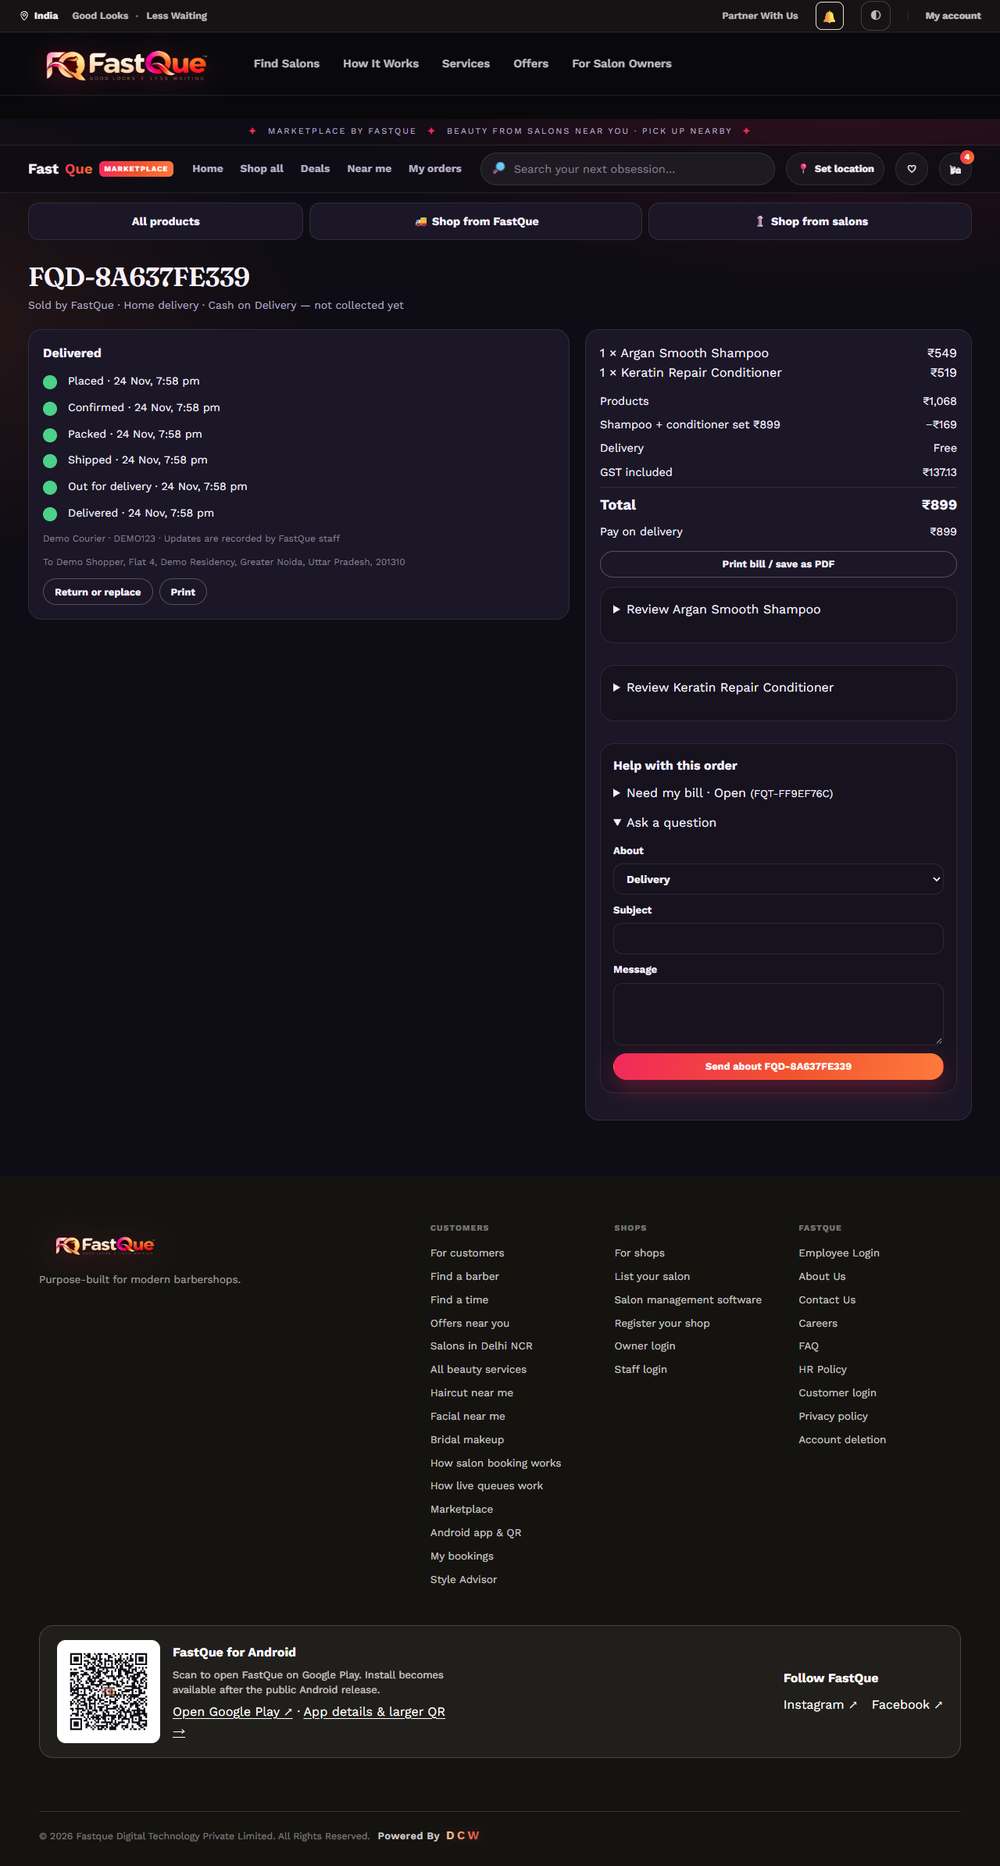 India Good Looks · Less Waiting
Partner With Us
My account
FastQue
GOOD LOOKS · LESS WAITING
Find Salons
How It Works
Services
Offers
For Salon Owners
MARKETPLACE BY FASTQUE
BEAUTY FROM SALONS NEAR YOU · PICK UP NEARBY
Fast Que MARKETPLACE
Home
Shop all
Deals
Near me
My orders
Search your next obsession...
Set location
4
All products
Shop from FastQue
Shop from salons
FQD-8A637FE339
Sold by FastQue · Home delivery · Cash on Delivery — not collected yet
Delivered
Placed · 24 Nov, 7:58 pm
Confirmed · 24 Nov, 7:58 pm
Packed · 24 Nov, 7:58 pm
Shipped · 24 Nov, 7:58 pm
Out for delivery · 24 Nov, 7:58 pm
Delivered · 24 Nov, 7:58 pm
Demo Courier · DEMO123 · Updates are recorded by FastQue staff
To Demo Shopper, Flat 4, Demo Residency, Greater Noida, Uttar Pradesh, 201310
Return or replace
Print
1 × Argan Smooth Shampoo ₹549
1 × Keratin Repair Conditioner ₹519
Products ₹1,068
Shampoo + conditioner set ₹899 −₹169
Delivery Free
GST included ₹137.13
Total ₹899
Pay on delivery ₹899
Print bill / save as PDF
Review Argan Smooth Shampoo
Review Keratin Repair Conditioner
Help with this order
Need my bill · Open (FQT-FF9EF76C)
Ask a question
About
Delivery
Subject
Message
Send about FQD-8A637FE339
FastQue
Purpose-built for modern barbershops.
CUSTOMERS
For customers
Find a barber
Find a time
Offers near you
Salons in Delhi NCR
All beauty services
Haircut near me
Facial near me
Bridal makeup
How salon booking works
How live queues work
Marketplace
Android app & QR
My bookings
Style Advisor
SHOPS
For shops
List your salon
Salon management software
Register your shop
Owner login
Staff login
FASTQUE
Employee Login
About Us
Contact Us
Careers
FAQ
HR Policy
Customer login
Privacy policy
Account deletion
FastQue for Android
Scan to open FastQue on Google Play. Install becomes
available after the public Android release.
Open Google Play ↗ · App details & larger QR
→
Follow FastQue
Instagram ↗ Facebook ↗
© 2026 Fastque Digital Technology Private Limited. All Rights Reserved. Powered By DCW